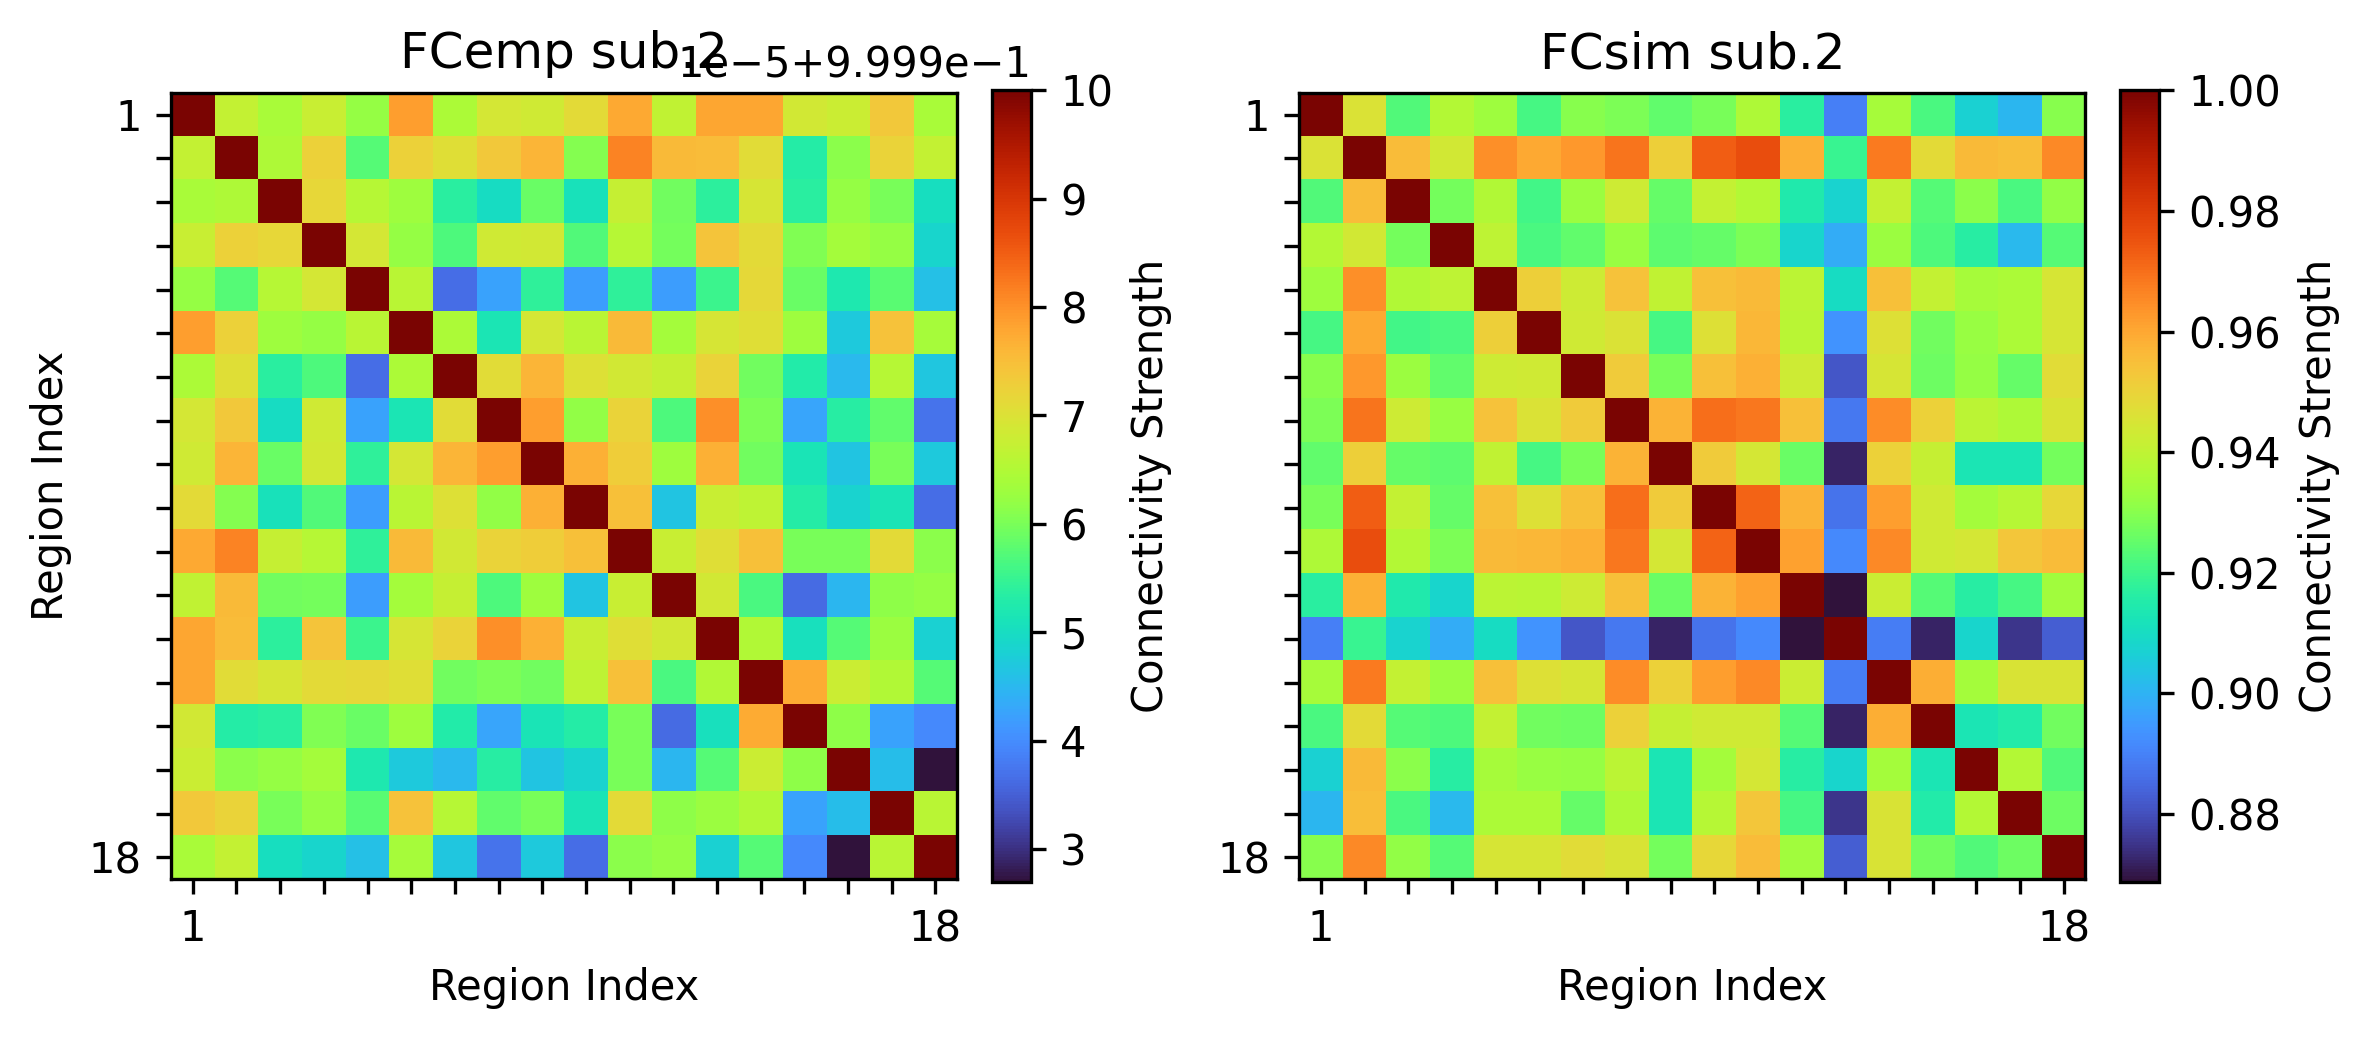 FCemp sub.2
1e−5+9.999e−1
1
18
Region Index
1
18
Region Index
10
9
8
7
6
5
4
3
Connectivity Strength
FCsim sub.2
1
18
1
18
Region Index
1.00
0.98
0.96
0.94
0.92
0.90
0.88
Connectivity Strength